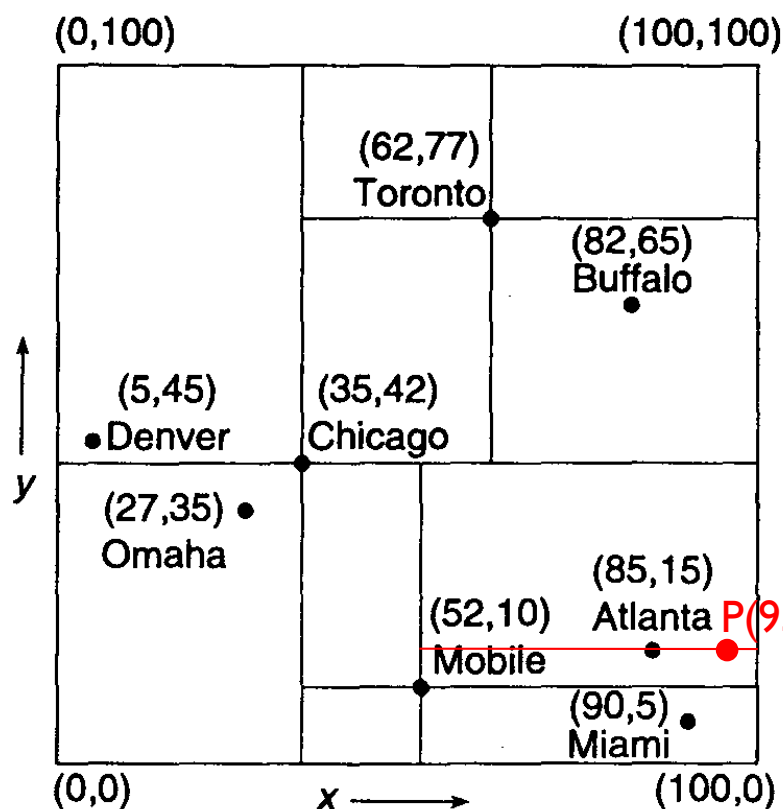 (0,100) (100,100)
(62,77)
Toronto
(82,65)
Buffalo
(5,45) (35,42)
Denver Chicago
y
(27,35)
Omaha
(85,15)
(52,10) Atlanta P(9
Mobile
(90,5)
Miami
(0,0) x (100,0)